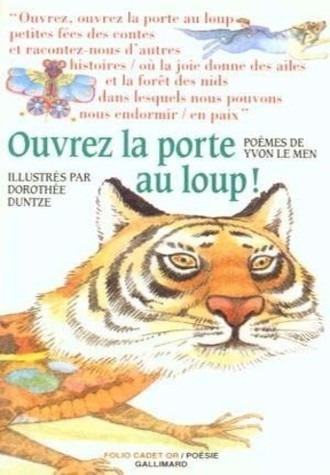 "Ouvrez, ouvrez la porte au loup
petites fées des contes
et racontez-nous d'autres
histoires / où la joie donne des ailes
et la forêt des nids
dans lesquels nous pouvons
nous endormir / en paix"
Ouvrez la porte
au loup!
POÈMES DE
YVON LE MEN
ILLUSTRÉS PAR
DOROTHÉE
DUNTZE
FOLIO CADET OR / POÉSIE
GALLIMARD